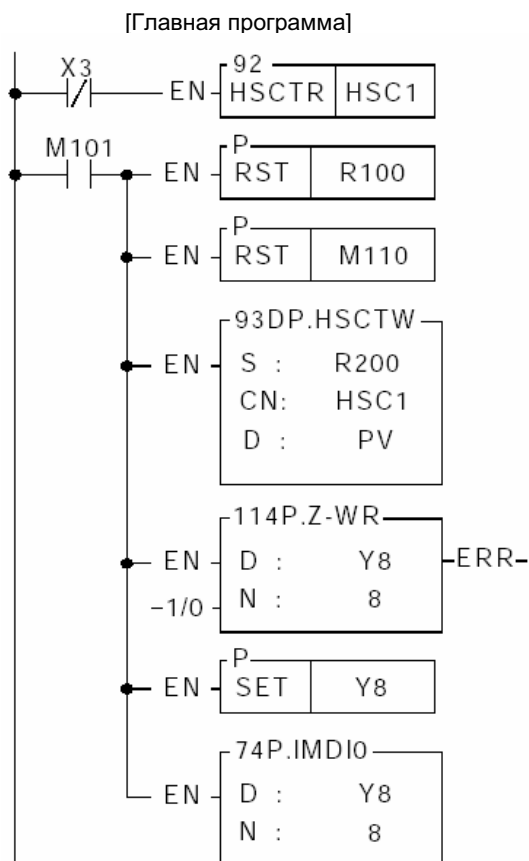 [Главная программа]
X3
EN
92
HSCTR HSC1
M101
EN
P
RST R100
EN
P
RST M110
93DP.HSCTW
EN
S : R200
CN: HSC1
D : PV
114P.Z-WR
EN
D : Y8
ERR
-1/0
N : 8
EN
P
SET Y8
74P.IMDI0
EN
D : Y8
N : 8